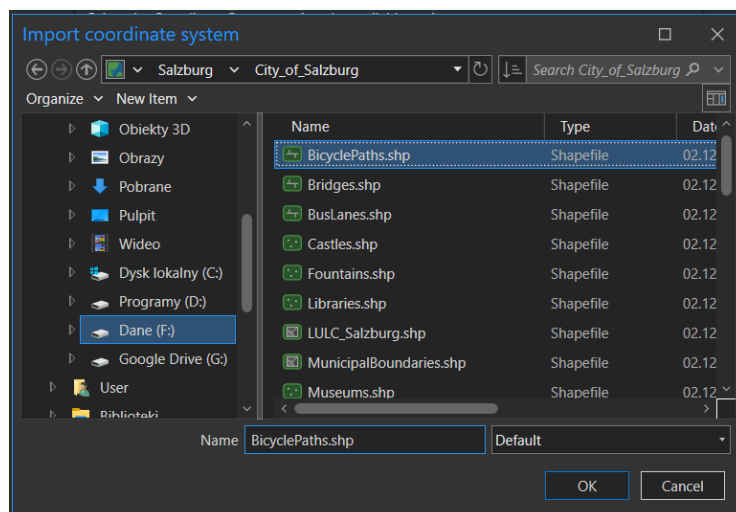 Import coordinate system
Salzburg City_of_Salzburg Search City_of_Salzburg
Organize New Item
Obiekty 3D
Obrazy
Pobrane
Pulpit
Wideo
Dysk lokalny (C:)
Programy (D:)
Dane (F:)
Google Drive (G:)
User
Biblioteki
Name Type Dat
BicyclePaths.shp Shapefile 02.12
Bridges.shp Shapefile 02.12
BusLanes.shp Shapefile 02.12
Castles.shp Shapefile 02.12
Fountains.shp Shapefile 02.12
Libraries.shp Shapefile 02.12
LULC_Salzburg.shp Shapefile 02.12
MunicipalBoundaries.shp Shapefile 02.12
Museums.shp Shapefile 02.12
Name BicyclePaths.shp Default
OK Cancel